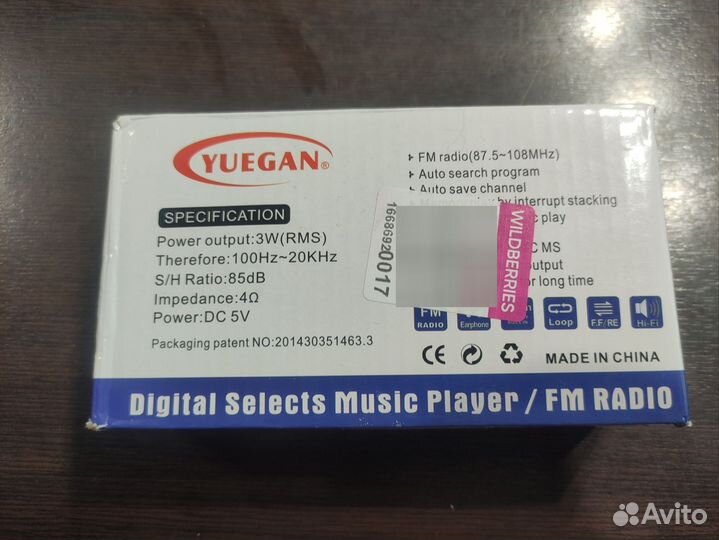 YUEGAN®
SPECIFICATION
Power output:3W(RMS)
Therefore:100Hz~20KHz
S/H Ratio:85dB
Impedance:4Ω
Power:DC 5V
Packaging patent NO:201430351463.3
FM radio(87.5~108MHz)
Auto search program
Auto save channel
by interrupt stacking
play
MS
output
or long time
1668692
0017
WILDBERRIES
FM
RADIO
Earphone
Loop
F.F/RE
Hi-Fi
CE
MADE IN CHINA
Digital Selects Music Player / FM RADIO
Avito